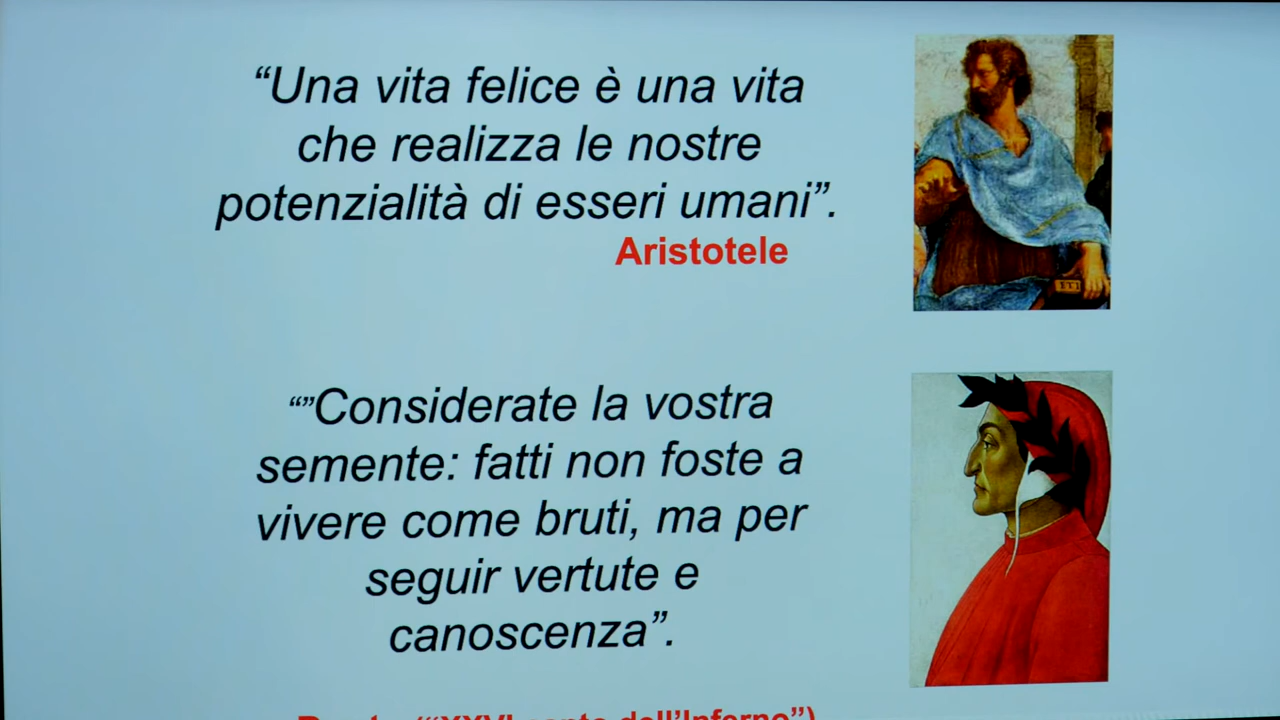 “Una vita felice è una vita
che realizza le nostre
potenzialità di esseri umani”.
Aristotele
“”Considerate la vostra
semente: fatti non foste a
vivere come bruti, ma per
seguir vertute e
canoscenza”.
Dante (“XXVI canto dell’Inferno”)